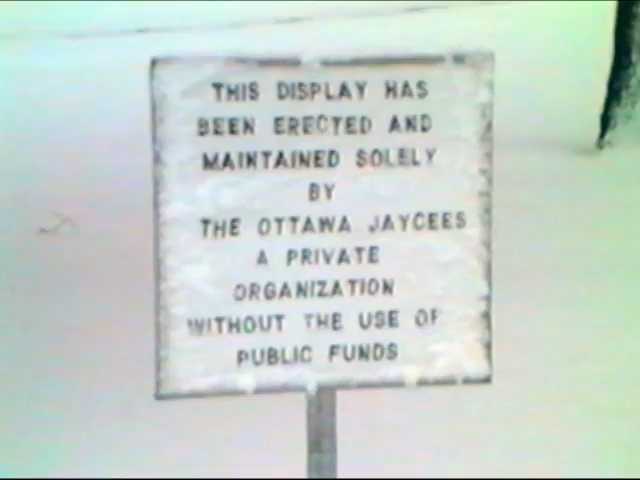 THIS DISPLAY HAS
BEEN ERECTED AND
MAINTAINED SOLELY
BY
THE OTTAWA JAYCEES
A PRIVATE
ORGANIZATION
WITHOUT THE USE OF
PUBLIC FUNDS